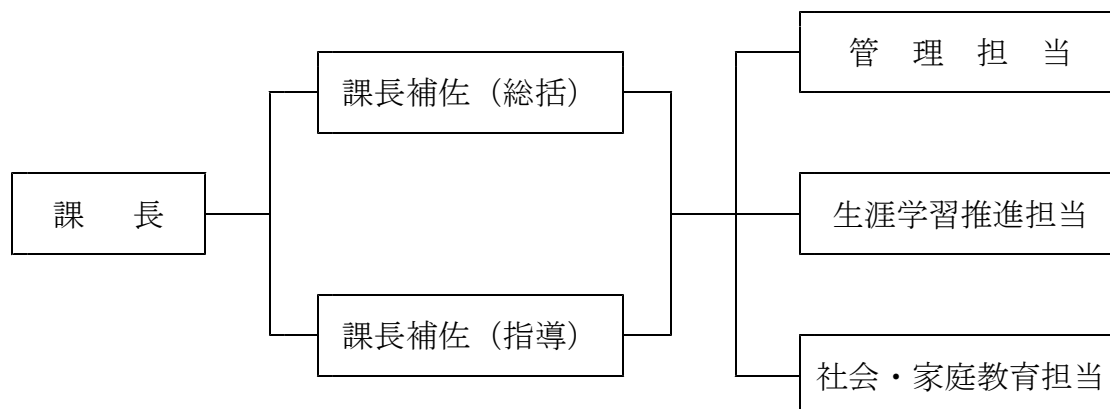 課　長
課長補佐（総括）
課長補佐（指導）
管　理　担　当
生涯学習推進担当
社会・家庭教育担当